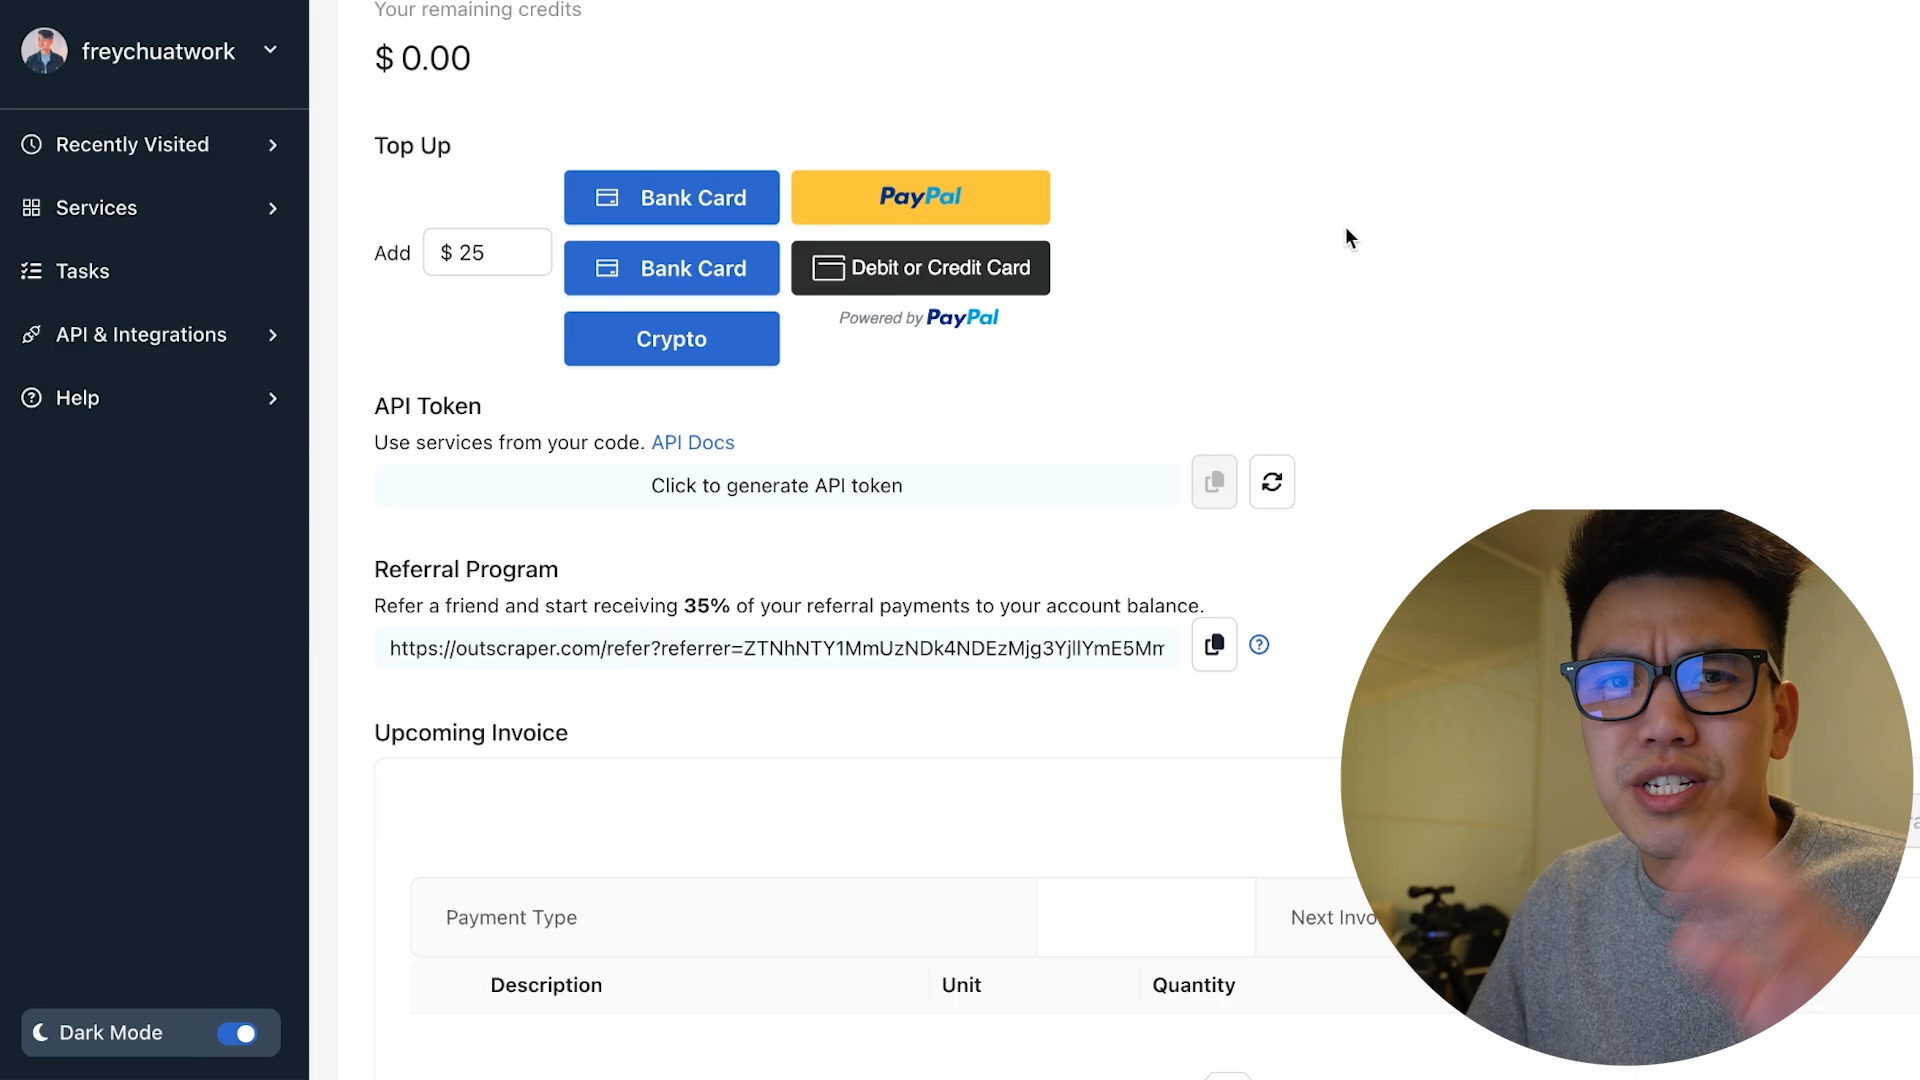 Your remaining credits
$ 0.00
freychuatwork
Recently Visited
Services
Tasks
API & Integrations
Help
Dark Mode
Top Up
Add
$ 25
Bank Card
PayPal
Bank Card
Debit or Credit Card
Powered by PayPal
Crypto
API Token
Use services from your code. API Docs
Click to generate API token
Referral Program
Refer a friend and start receiving 35% of your referral payments to your account balance.
https://outscraper.com/refer?referrer=
Upcoming Invoice
Payment Type
Description
Unit
Quantity
Next